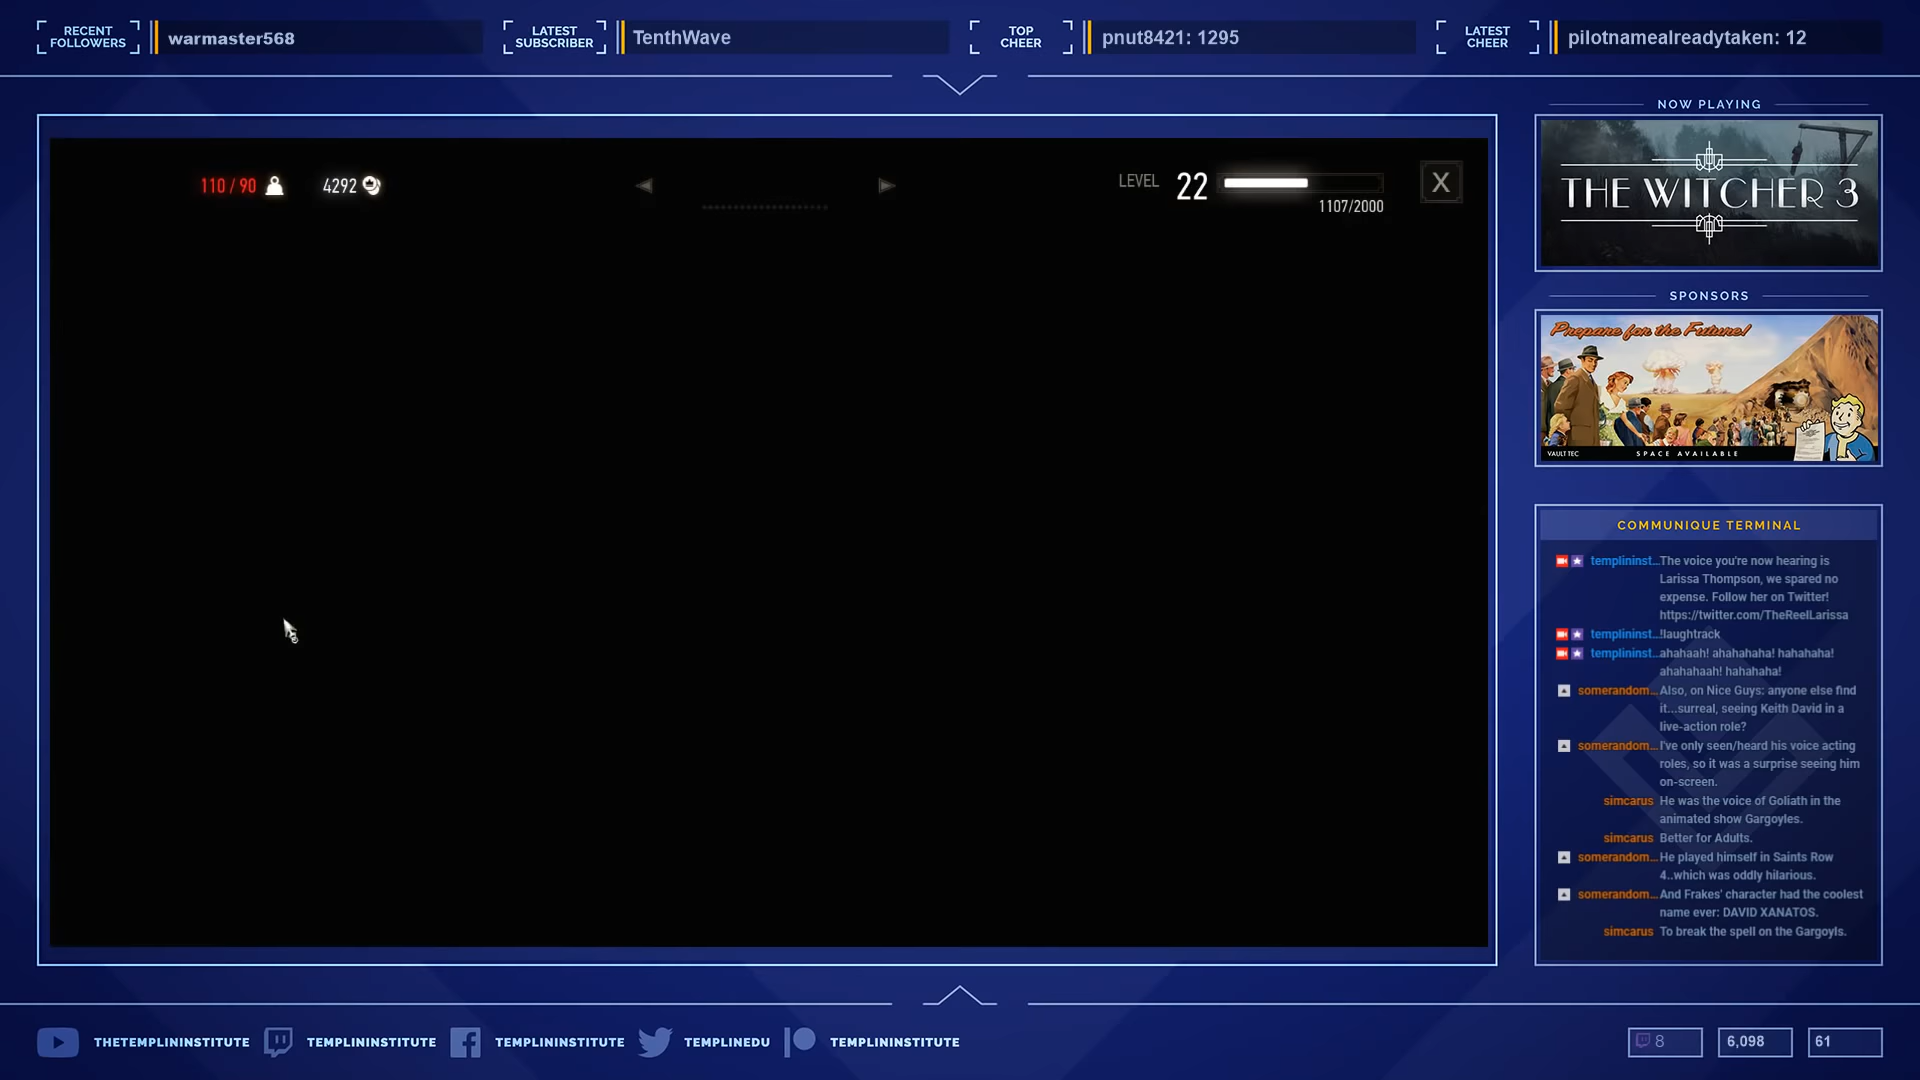 RECENT
FOLLOWERS
warmaster568
LATEST
SUBSCRIBER
TenthWave
TOP
CHEER
pnut8421: 1295
LATEST
CHEER
pilotnamealreadytaken: 12
110 / 90
4292
LEVEL
22
1107/2000
X
NOW PLAYING
THE WITCHER 3
SPONSORS
Prepare for the Future!
VAULT TEC
SPACE AVAILABLE
COMMUNIQUE TERMINAL
templininst... The voice you're now hearing is
Larissa Thompson, we spared no
expense. Follow her on Twitter!
https://twitter.com/TheReelLarissa
templininst... !laughtrack
templininst... ahahaah! ahahahaha! hahahaha!
ahahahaah! hahahaha!
somerandom... Also, on Nice Guys: anyone else find
it...surreal, seeing Keith David in a
live-action role?
somerandom... I've only seen/heard his voice acting
roles, so it was a surprise seeing him
on-screen.
simcarus He was the voice of Goliath in the
animated show Gargoyles.
simcarus Better for Adults.
somerandom... He played himself in Saints Row
4..which was oddly hilarious.
somerandom... And Frakes' character had the coolest
name ever: DAVID XANATOS.
simcarus To break the spell on the Gargoyls.
THETEMPLININSTITUTE
TEMPLININSTITUTE
TEMPLININSTITUTE
TEMPLINEDU
TEMPLININSTITUTE
8
6,098
61